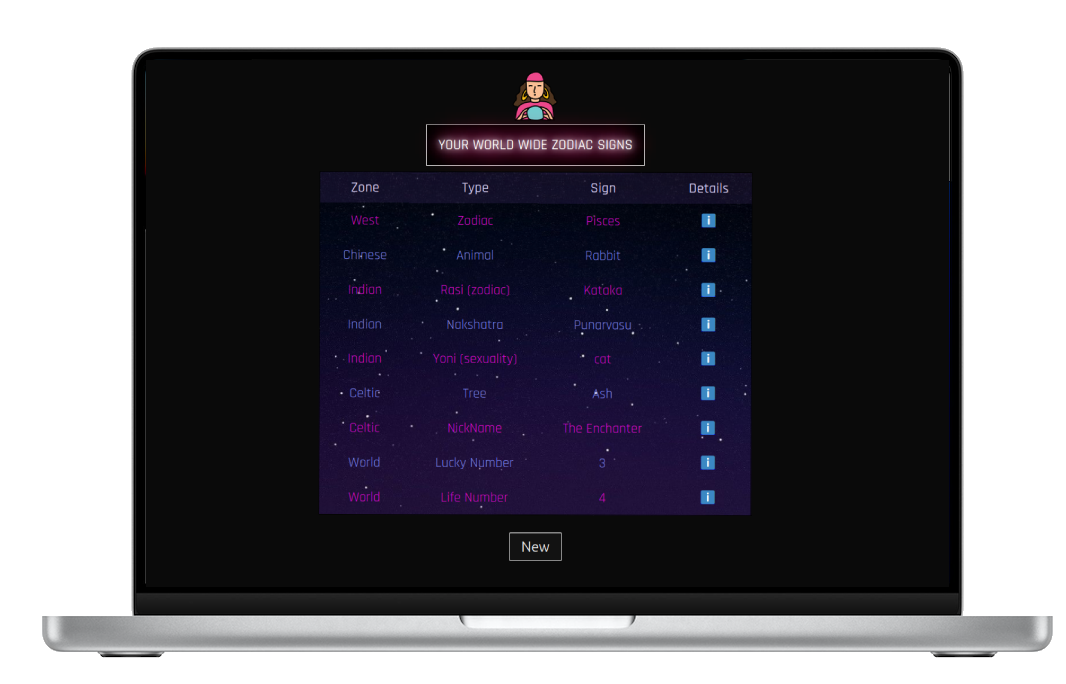 YOUR WORLD WIDE ZODIAC SIGNS
Zone Type Sign Details
West Zodiac Pisces i
Chinese Animal Rabbit i
Indian Rasi (zodiac) Kataka i
Indian Nakshatra Punarvasu i
Indian Yoni (sexuality) cat i
Celtic Tree Ash i
Celtic NickName The Enchanter i
World Lucky Number 3 i
World Life Number 4 i
New